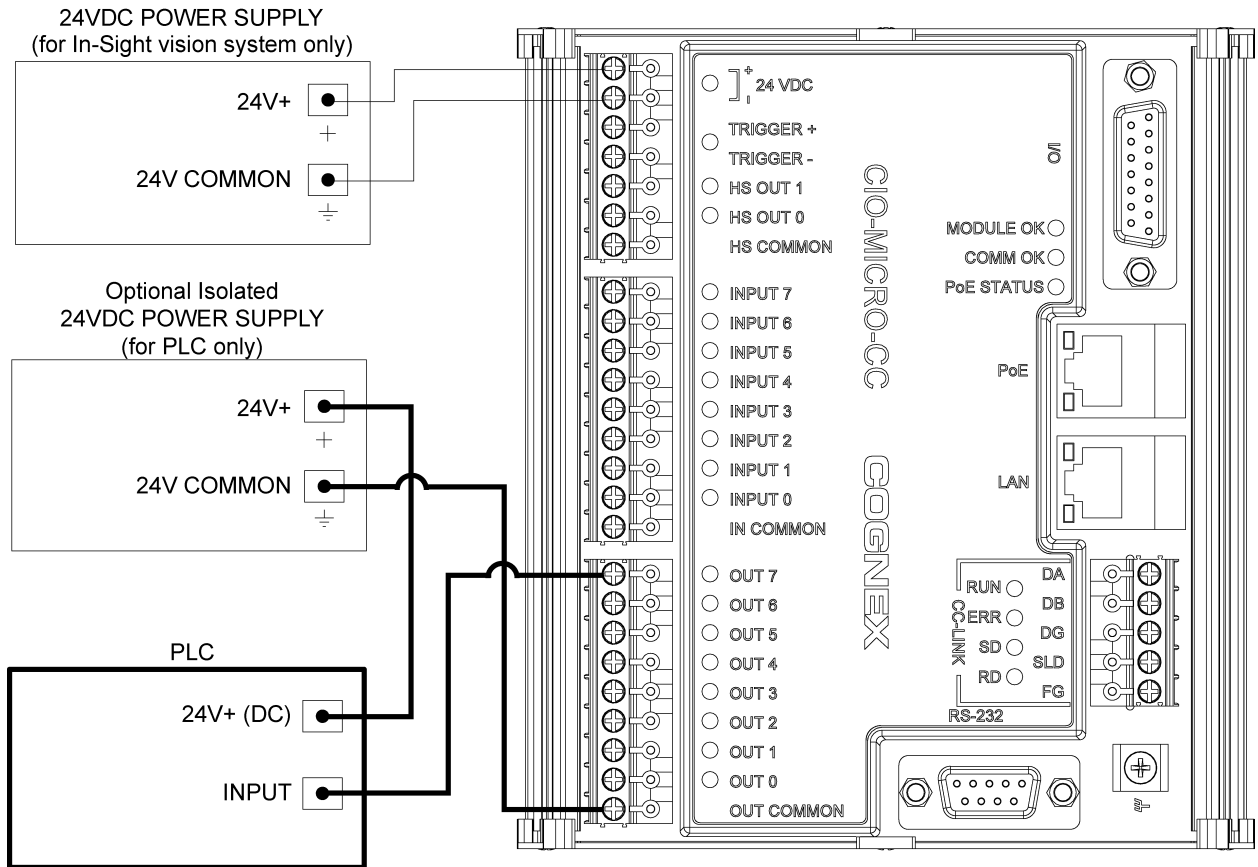 24VDC POWER SUPPLY
(for In-Sight vision system only)
24V+
+
24V COMMON
Optional Isolated
24VDC POWER SUPPLY
(for PLC only)
24V+
+
24V COMMON
PLC
24V+ (DC)
INPUT
+
-
24 VDC
TRIGGER +
TRIGGER -
HS OUT 1
HS OUT 0
HS COMMON
INPUT 7
INPUT 6
INPUT 5
INPUT 4
INPUT 3
INPUT 2
INPUT 1
INPUT 0
IN COMMON
OUT 7
OUT 6
OUT 5
OUT 4
OUT 3
OUT 2
OUT 1
OUT 0
OUT COMMON
CIO-MICRO-CC
COGNEX
I/O
MODULE OK
COMM OK
PoE STATUS
PoE
LAN
CC-LINK
RUN
ERR
SD
RD
DA
DB
DG
SLD
FG
RS-232